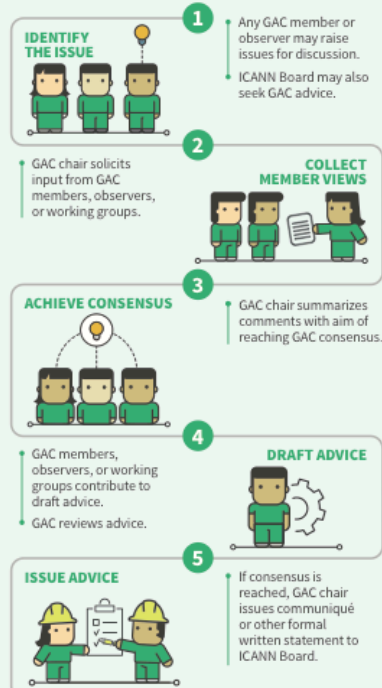 1
IDENTIFY
THE ISSUE
Any GAC member or
observer may raise
issues for discussion.
ICANN Board may also
seek GAC advice.
2
COLLECT
MEMBER VIEWS
GAC chair solicits
input from GAC
members, observers,
or working groups.
3
ACHIEVE CONSENSUS
GAC chair summarizes
comments with aim of
reaching GAC consensus.
4
DRAFT ADVICE
GAC members,
observers, or working
groups contribute to
draft advice.
GAC reviews advice.
5
ISSUE ADVICE
If consensus is
reached, GAC chair
issues communiqué
or other formal
written statement to
ICANN Board.